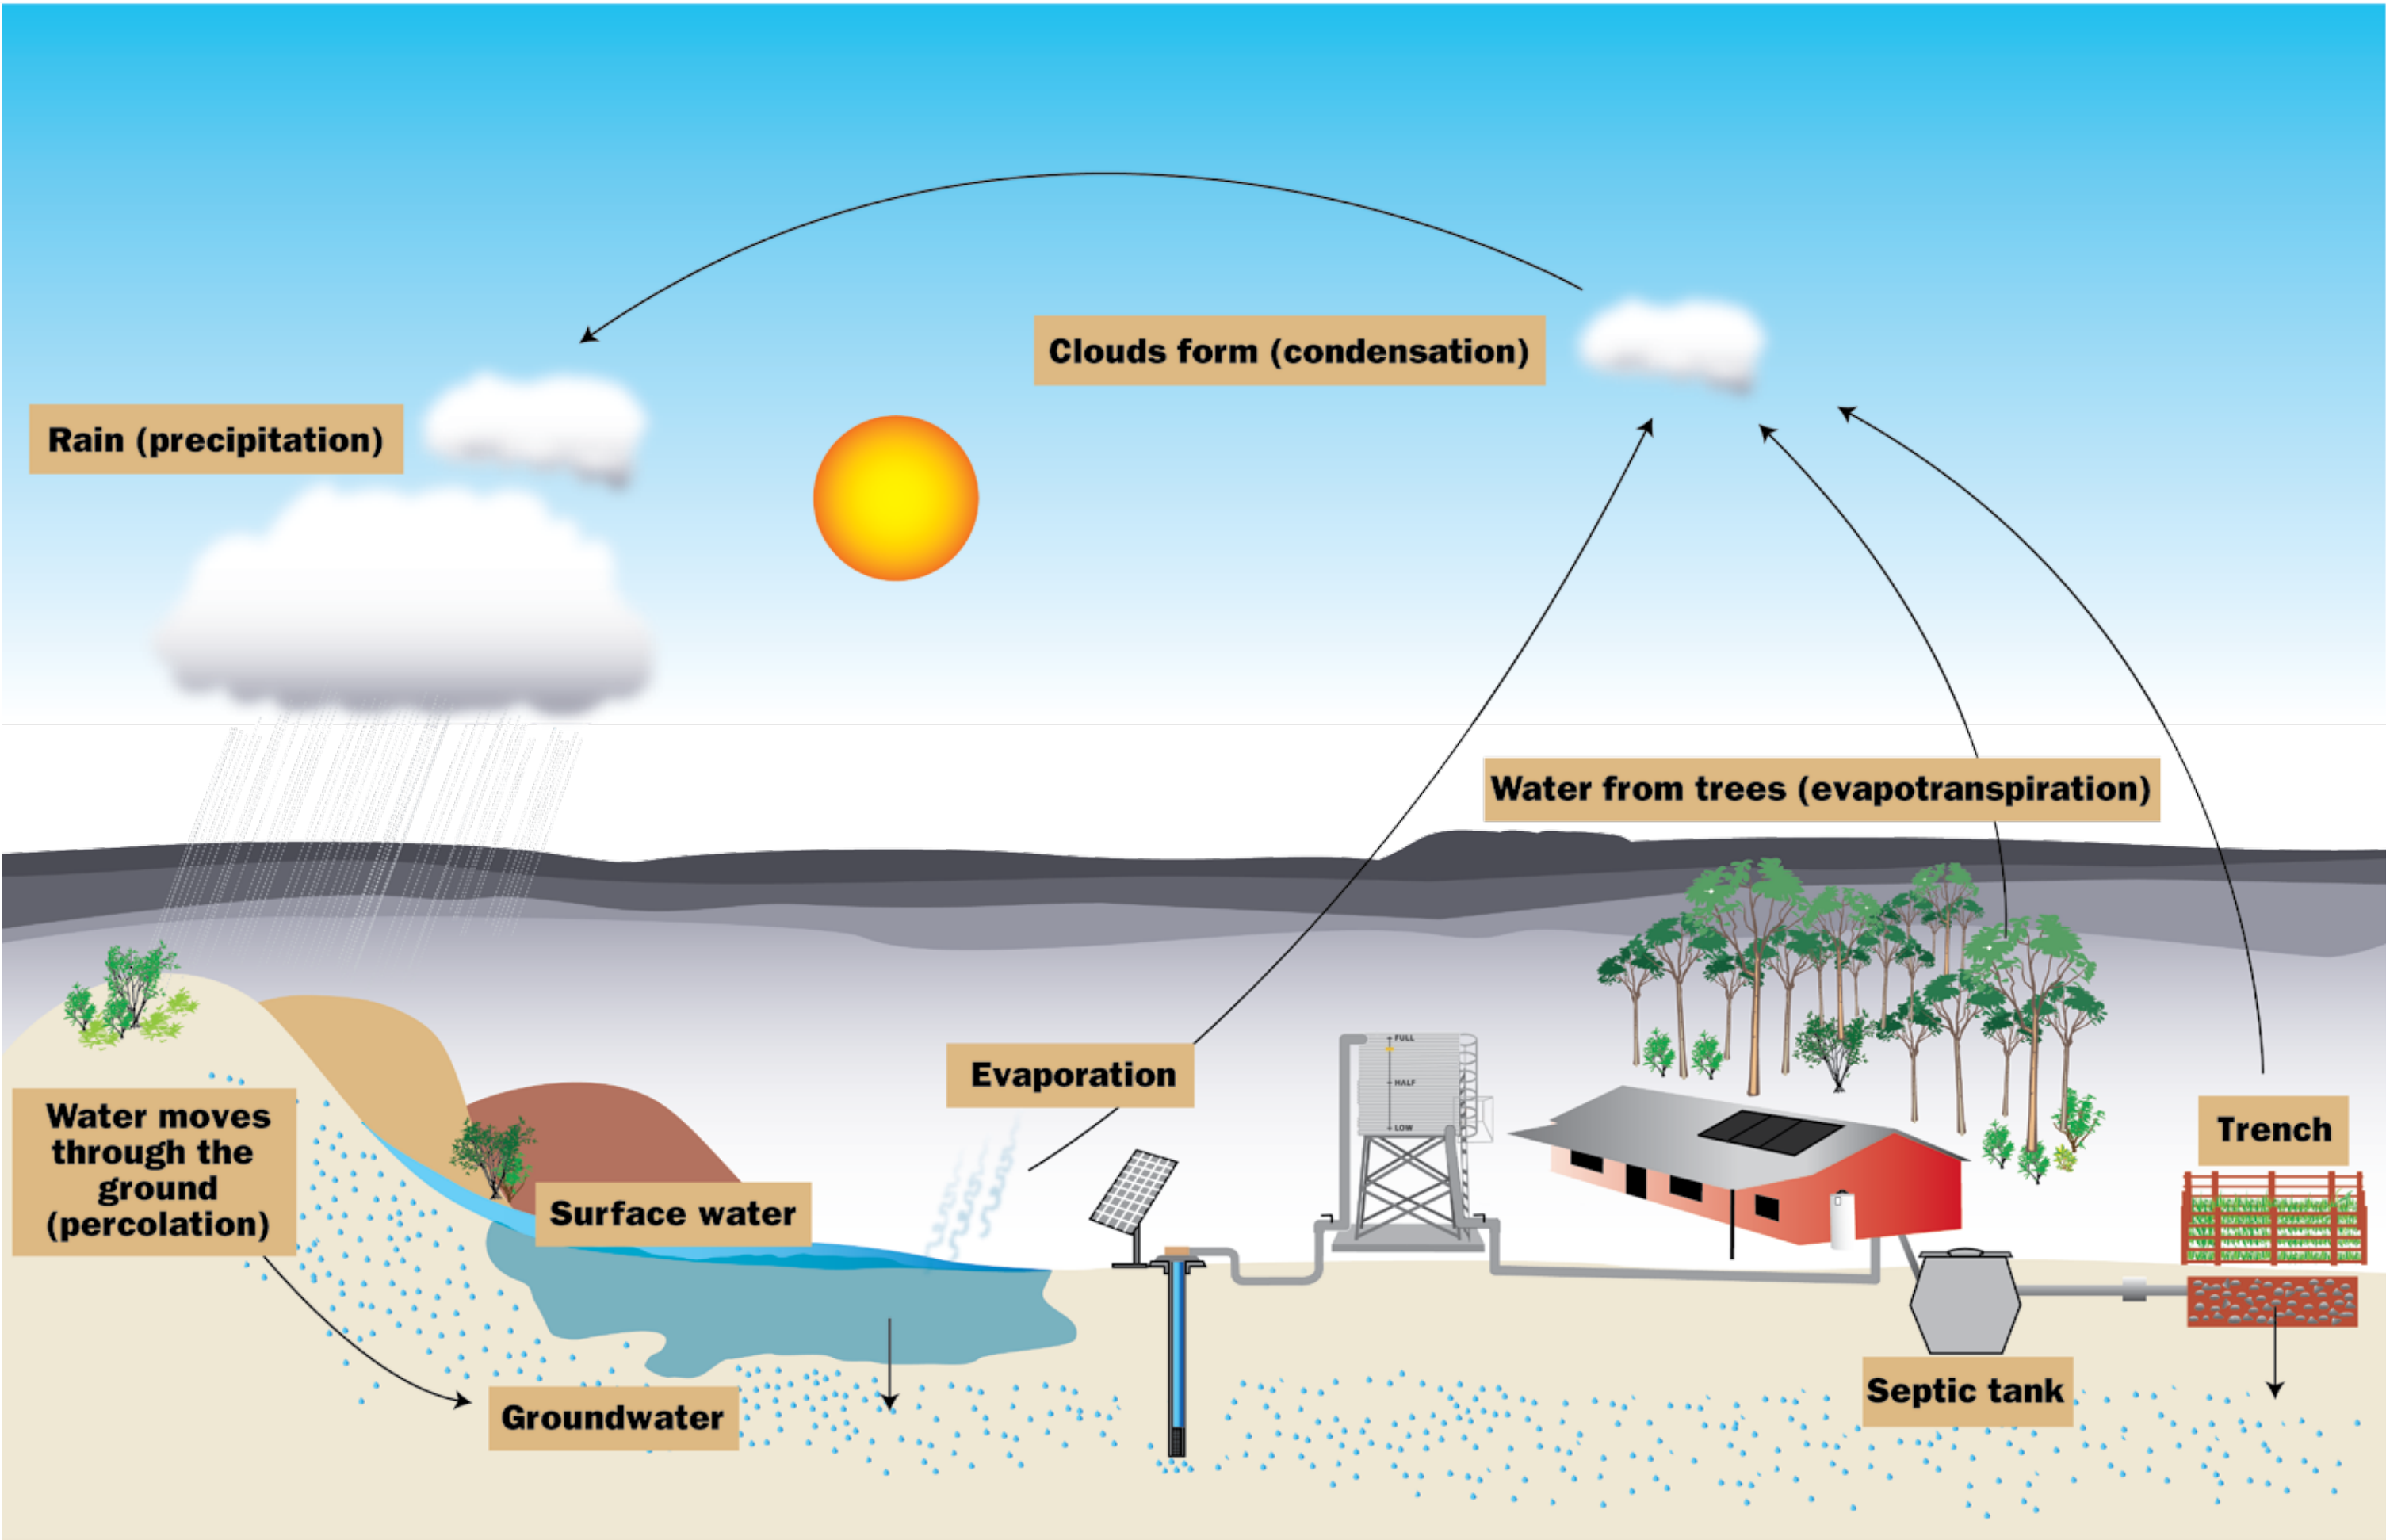 Clouds form (condensation)
Rain (precipitation)
Water from trees (evapotranspiration)
Evaporation
FULL
HALF
LOW
Water moves
through the
ground
(percolation)
Trench
Surface water
Septic tank
Groundwater